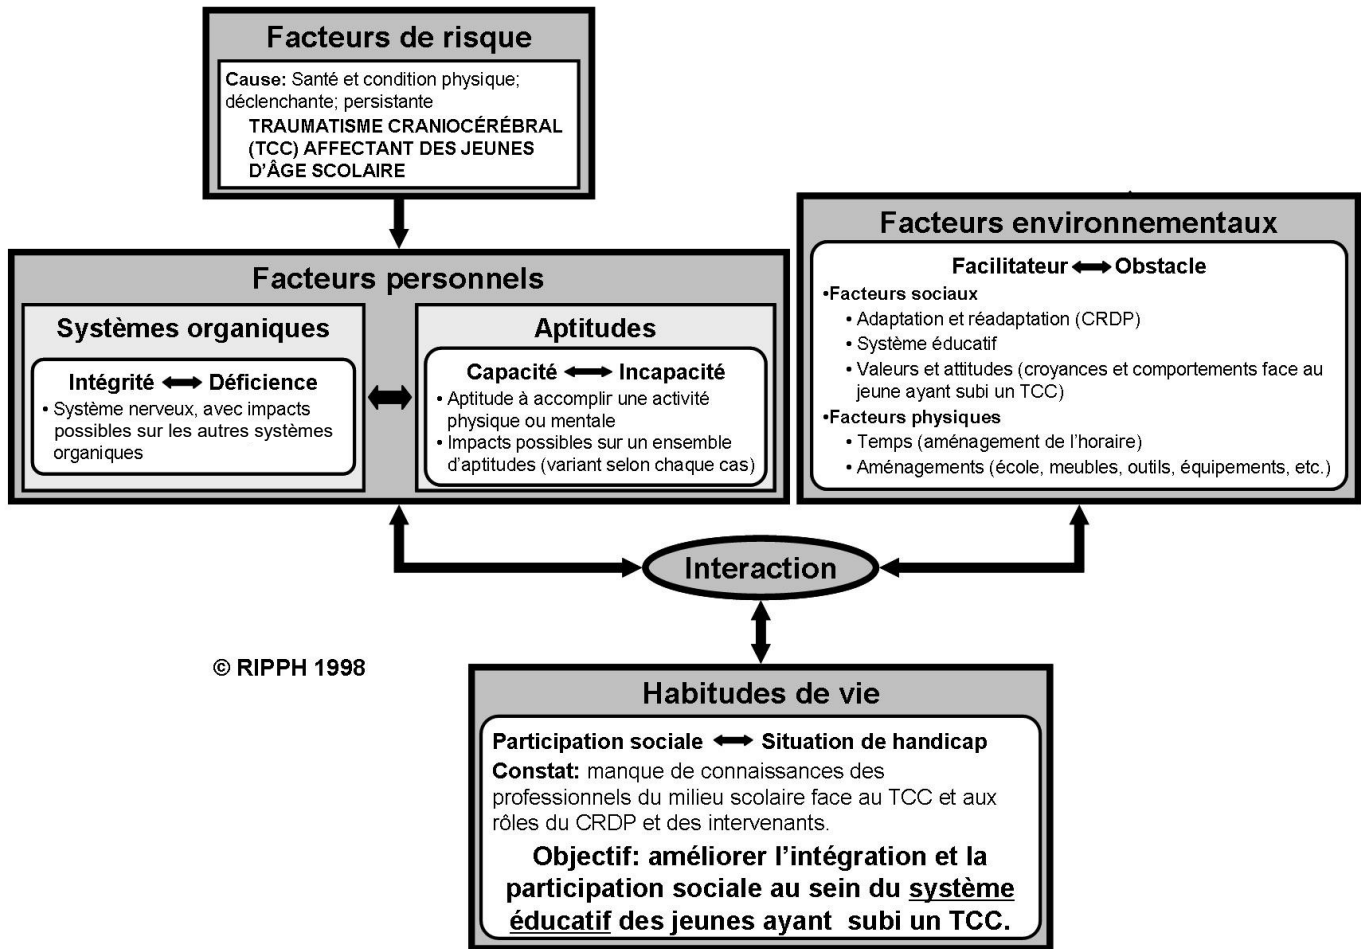 Facteurs de risque
Cause: Santé et condition physique;
déclenchante; persistante
TRAUMATISME CRANIOCÉRÉBRAL
(TCC) AFFECTANT DES JEUNES
D'ÂGE SCOLAIRE
Facteurs personnels
Systèmes organiques
Intégrité Déficience
• Système nerveux, avec impacts
possibles sur les autres systèmes
organiques
Aptitudes
Capacité Incapacité
• Aptitude à accomplir une activité
physique ou mentale
• Impacts possibles sur un ensemble
d'aptitudes (variant selon chaque cas)
Facteurs environnementaux
Facilitateur Obstacle
•Facteurs sociaux
• Adaptation et réadaptation (CRDP)
• Système éducatif
• Valeurs et attitudes (croyances et comportements face au
jeune ayant subi un TCC)
•Facteurs physiques
• Temps (aménagement de l'horaire)
• Aménagements (école, meubles, outils, équipements, etc.)
Interaction
© RIPPH 1998
Habitudes de vie
Participation sociale Situation de handicap
Constat: manque de connaissances des
professionnels du milieu scolaire face au TCC et aux
rôles du CRDP et des intervenants.
Objectif: améliorer l'intégration et la
participation sociale au sein du système
éducatif des jeunes ayant subi un TCC.